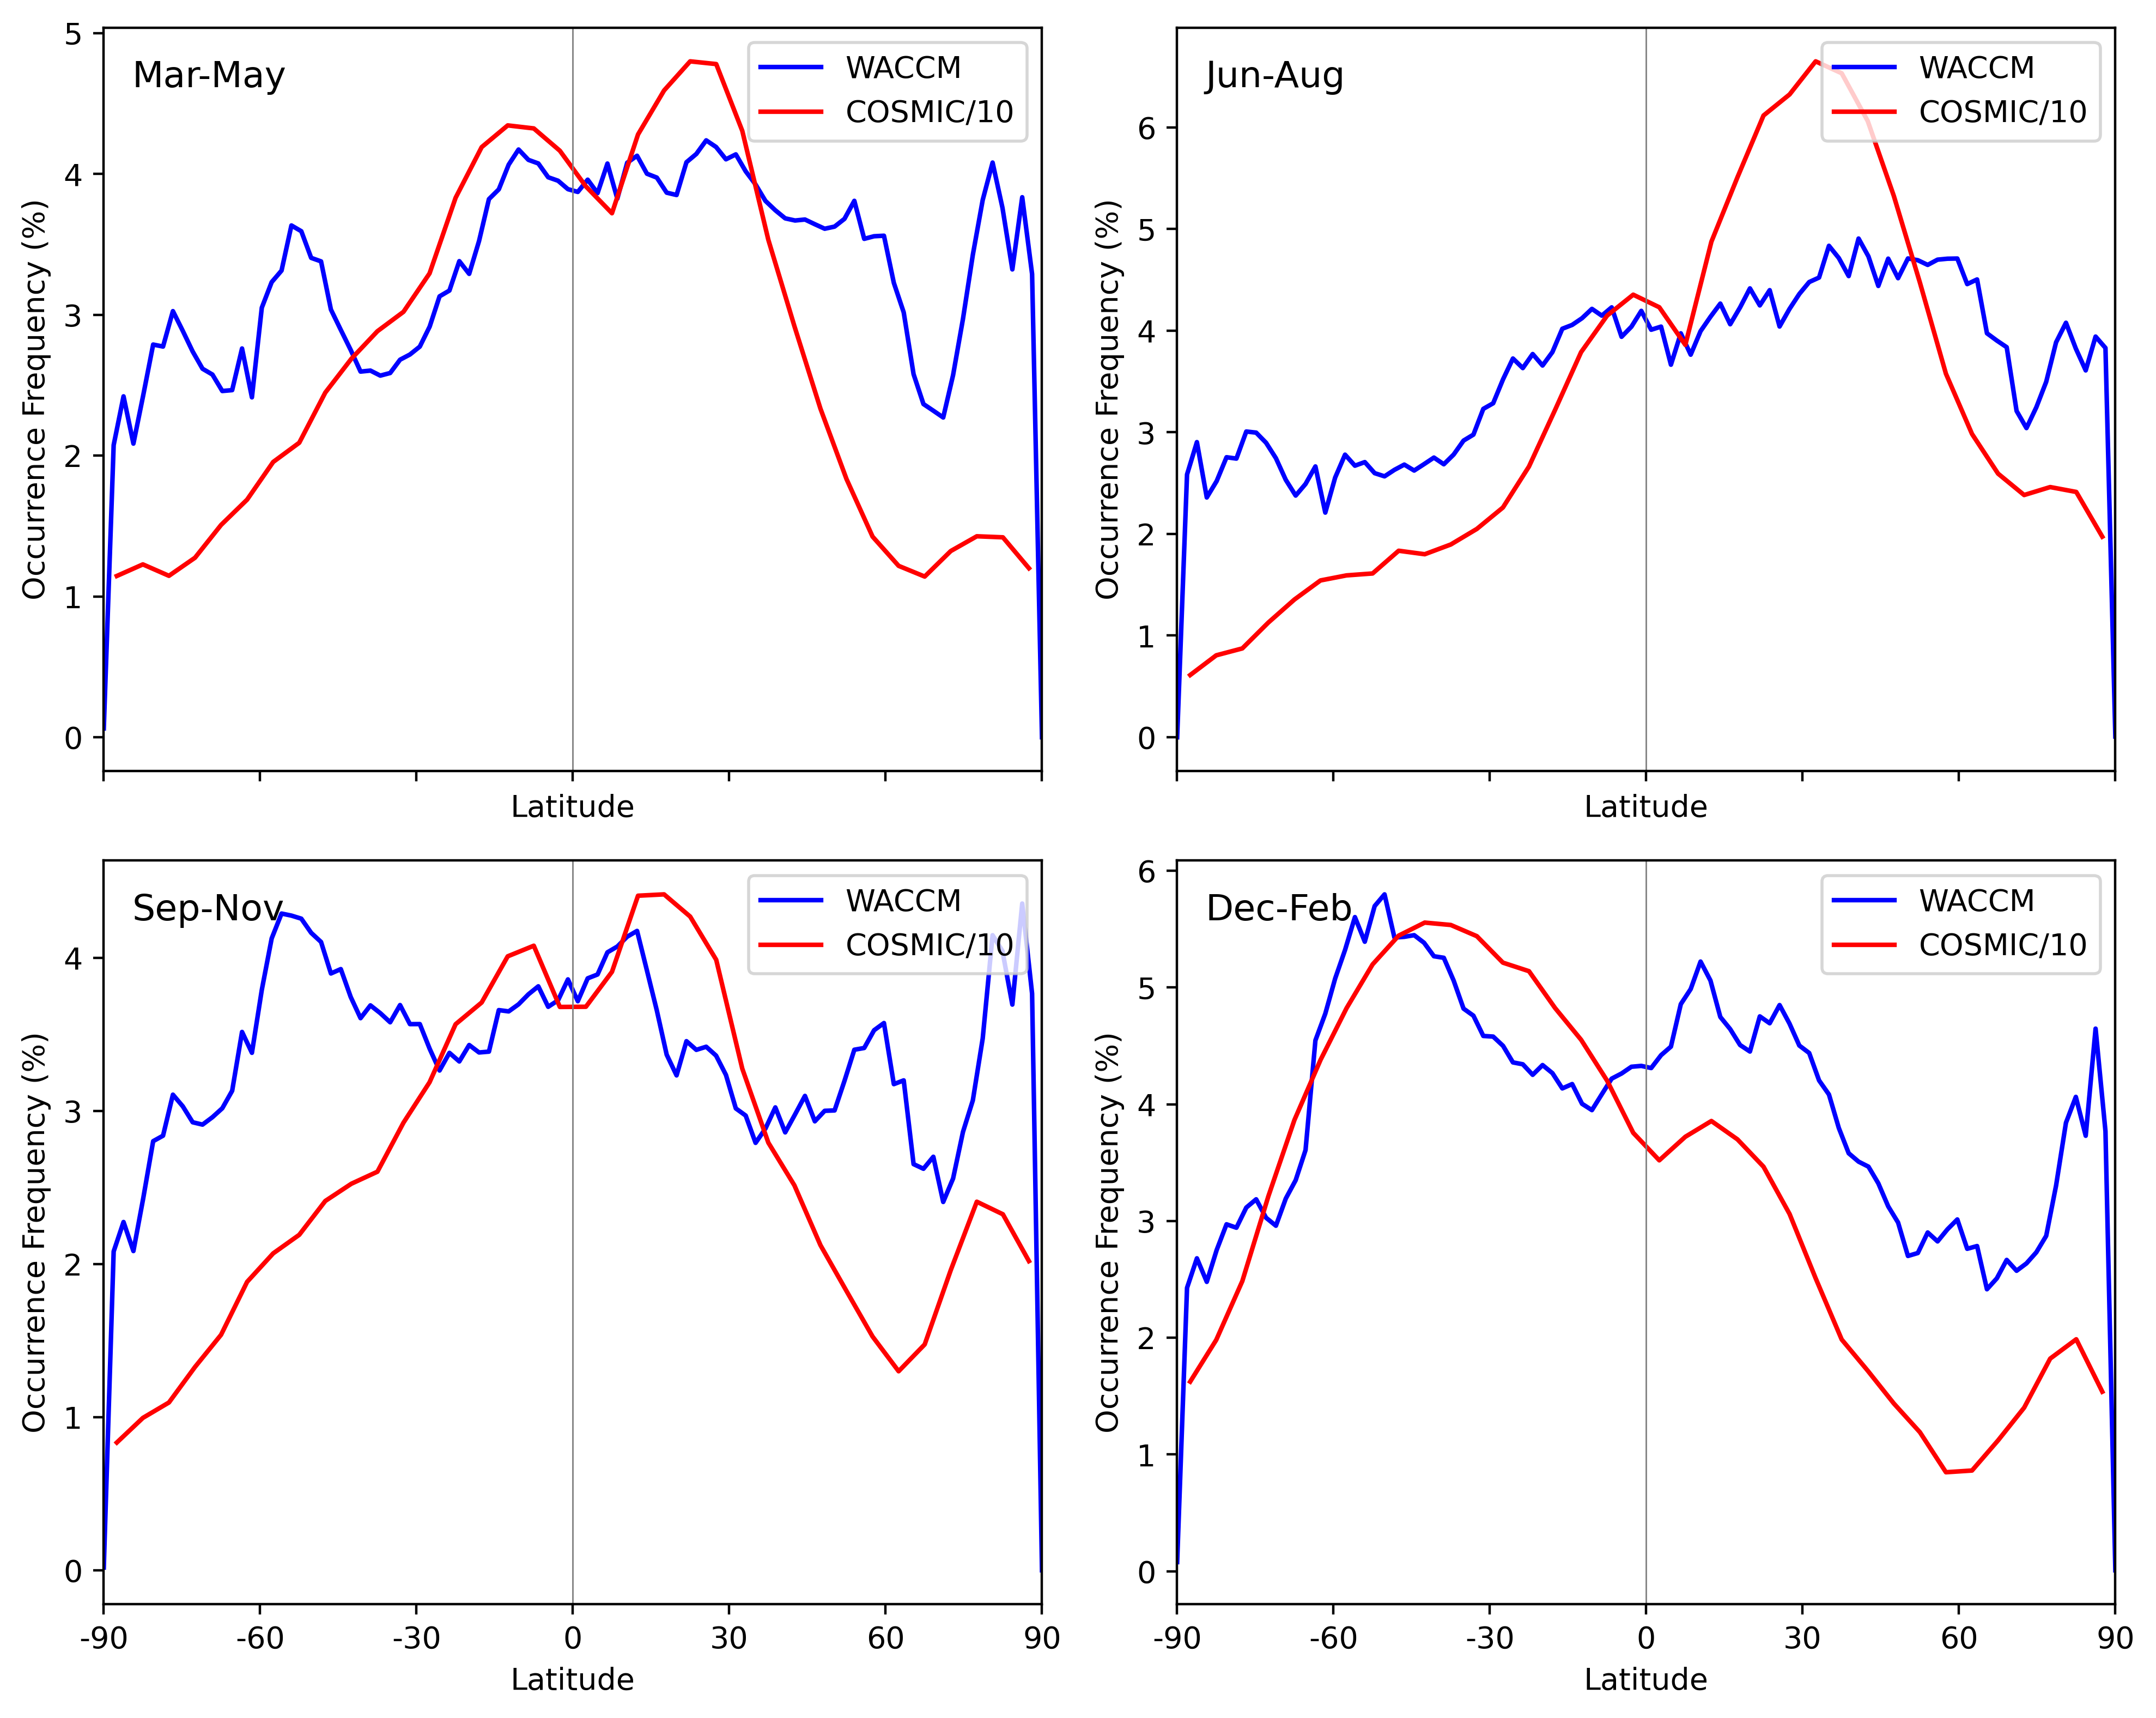 Mar-May
WACCM
COSMIC/10
Occurrence Frequency (%)
5
4
3
2
1
0
Latitude
Jun-Aug
WACCM
COSMIC/10
Occurrence Frequency (%)
6
5
4
3
2
1
0
Latitude
Sep-Nov
WACCM
COSMIC/10
Occurrence Frequency (%)
4
3
2
1
0
-90 -60 -30 0 30 60 90
Latitude
Dec-Feb
WACCM
COSMIC/10
Occurrence Frequency (%)
6
5
4
3
2
1
0
-90 -60 -30 0 30 60 90
Latitude